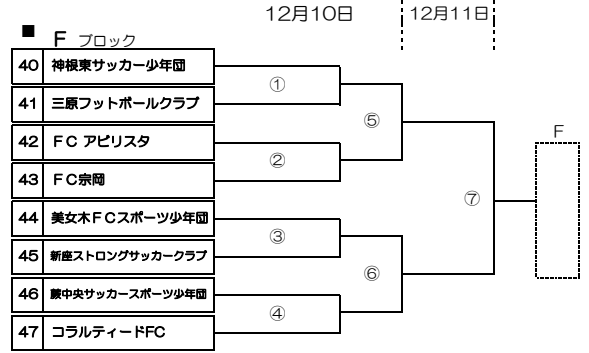 12月10日 12月11日
■ F ブロック
40 神根東サッカー少年団
①
41 三原フットボールクラブ
⑤
F
42 FC アビリスタ
②
43 FC宗岡
⑦
44 美女木FCスポーツ少年団
③
45 新座ストロングサッカークラブ
⑥
46 蕨中央サッカースポーツ少年団
④
47 コラルティードFC